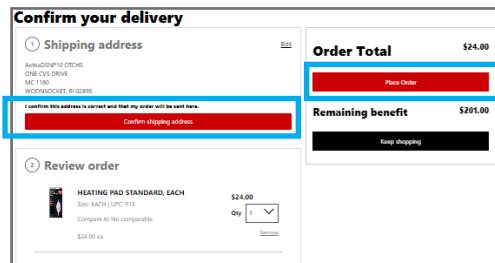 Confirm your delivery
1 Shipping address Edit
AetnaDSNP10 OTCHS
ONE CVS DRIVE
MC 1180
WOONSOCKET, RI 02895
I confirm this address is correct and that my order will be sent here.
Confirm shipping address
2 Review order
HEATING PAD STANDARD, EACH
Size: EACH | UPC: P15
Compare to No comparable
$24.00 ea.
$24.00
Qty 1
Remove
Order Total $24.00
Place Order
Remaining benefit $201.00
Keep shopping